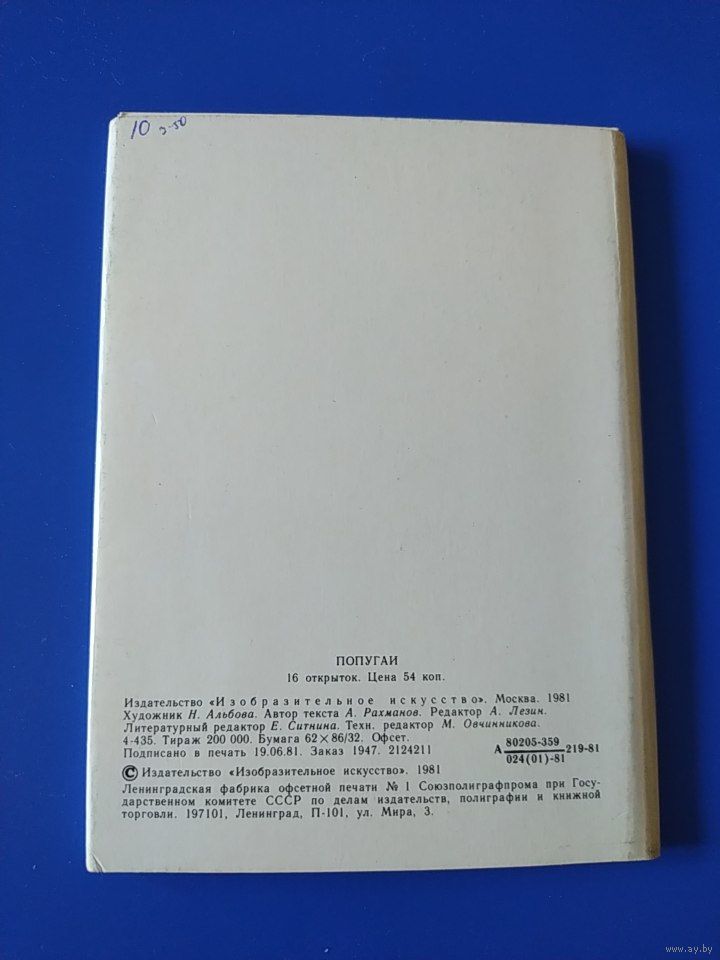 10 3-50
ПОПУГАИ
16 открыток. Цена 54 коп.
Издательство «Изобразительное искусство». Москва. 1981
Художник Н. Альбова. Автор текста А. Рахманов. Редактор А. Лезин.
Литературный редактор Е. Ситнина. Техн. редактор М. Овчинникова.
4-435. Тираж 200 000. Бумага 62×86/32. Офсет.
Подписано в печать 19.06.81. Заказ 1947. 2124211
А 80205-359 219-81
024(01)-81
© Издательство «Изобразительное искусство», 1981
Ленинградская фабрика офсетной печати № 1 Союзполиграфпрома при Госу-
дарственном комитете СССР по делам издательств, полиграфии и книжной
торговли. 197101, Ленинград, П-101, ул. Мира, 3.
www.ay.by